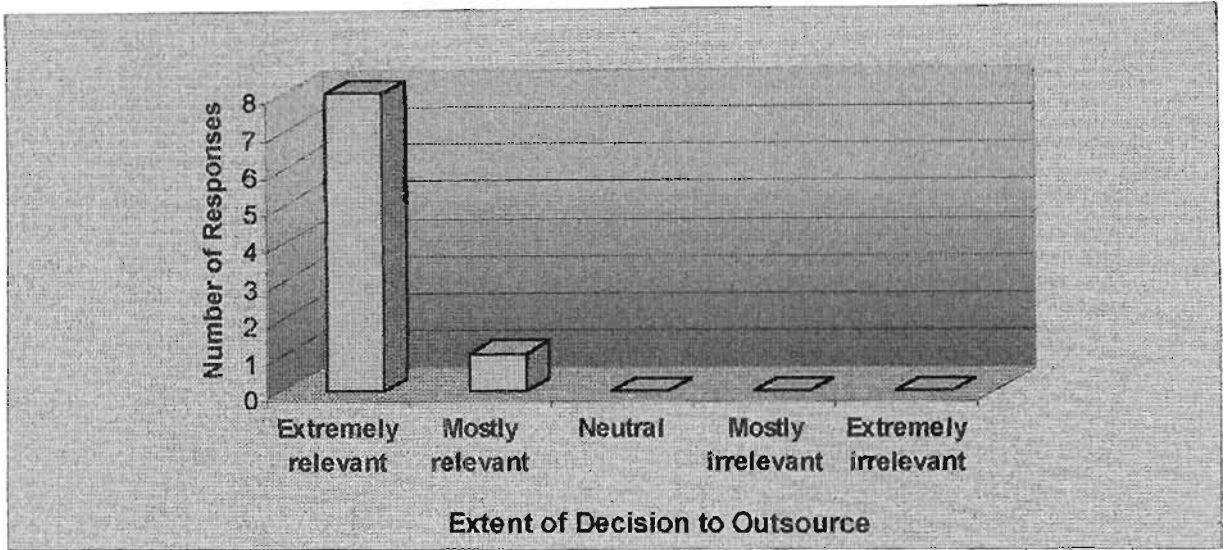 Number of Responses
8
7
6
5
4
3
2
1
0
Extremely relevant
Mostly relevant
Neutral
Mostly irrelevant
Extremely irrelevant
Extent of Decision to Outsource